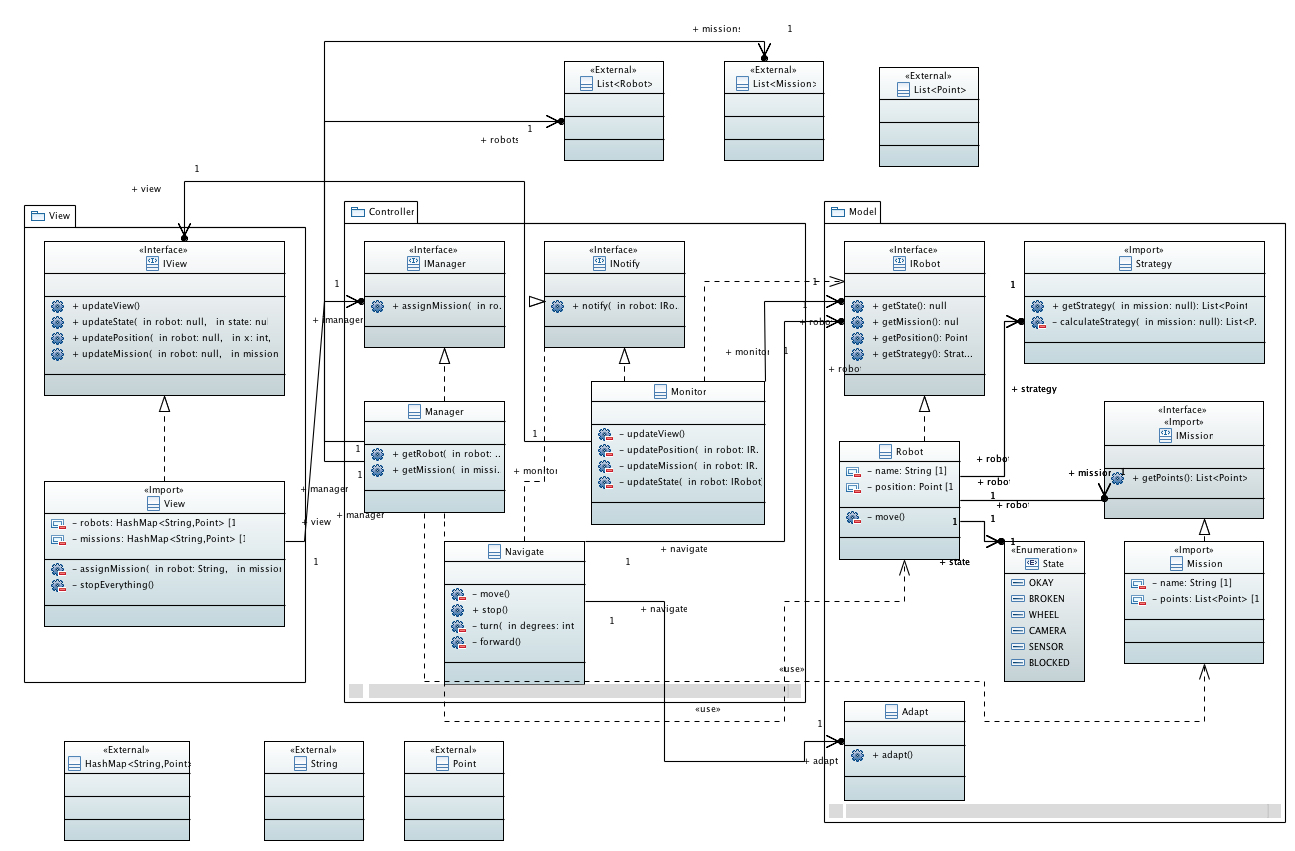 + missions
1
«External»
List<Robot>
«External»
List<Mission>
«External»
List<Point>
1
+ robots
1
+ view
View
«Interface»
IView
+ updateView()
+ updateState( in robot: null, in state: nul
+ updatePosition( in robot: null, in x: int,
+ updateMission( in robot: null, in mission
«Import»
View
- robots: HashMap<String,Point> [1
- missions: HashMap<String,Point> [1
- assignMission( in robot: String, in mission
- stopEverything()
Controller
«Interface»
IManager
+ assignMission( in ro.
«Interface»
INotify
+ notify( in robot: IRo.
1
+ manager
Manager
+ getRobot( in robot: ..
+ getMission( in missi.
1
1
+ manager
+ view
+ manager
1
Monitor
- updateView()
- updatePosition( in robot: IR.
- updateMission( in robot: IR.
- updateState( in robot: IRobot
1
+ monitor
+ monitor
1
Navigate
- move()
+ stop()
- turn( in degrees: int
- forward()
+ navigate
1
+ navigate
1
«use»
«use»
Model
«Interface»
IRobot
+ getState(): null
+ getMission(): nul
+ getPosition(): Point
+ getStrategy(): Strat...
1
+ robo
+ robot
«Import»
Strategy
+ getStrategy( in mission: null): List<Point
- calculateStrategy( in mission: null): List<P.
1
+ strategy
Robot
- name: String [1]
- position: Point [1
- move()
+ robot
+ robot
1
+ robot
1
1
1
+ state
+ mission
1
«Interface»
«Import»
IMission
+ getPoints(): List<Point>
«Enumeration»
State
OKAY
BROKEN
WHEEL
CAMERA
SENSOR
BLOCKED
«Import»
Mission
- name: String [1]
- points: List<Point> [1
Adapt
+ adapt()
1
+ adapt
«External»
HashMap<String,Point>
«External»
String
«External»
Point